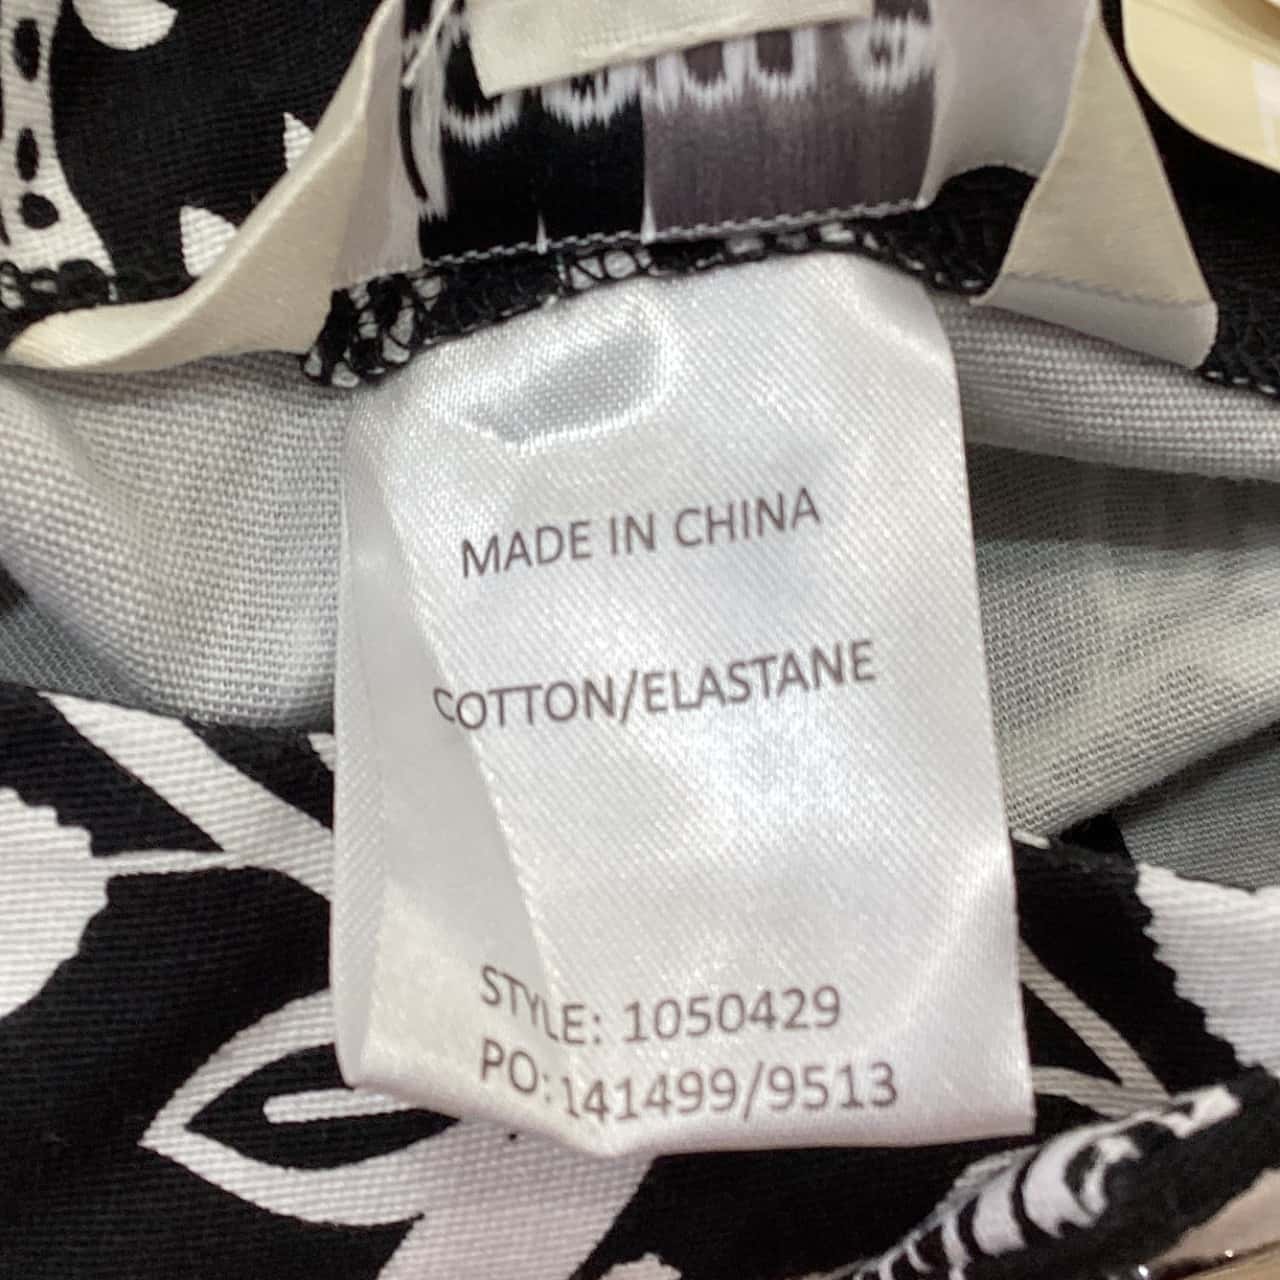 MADE IN CHINA
COTTON/ELASTANE
STYLE: 1050429
PO:141499/9513